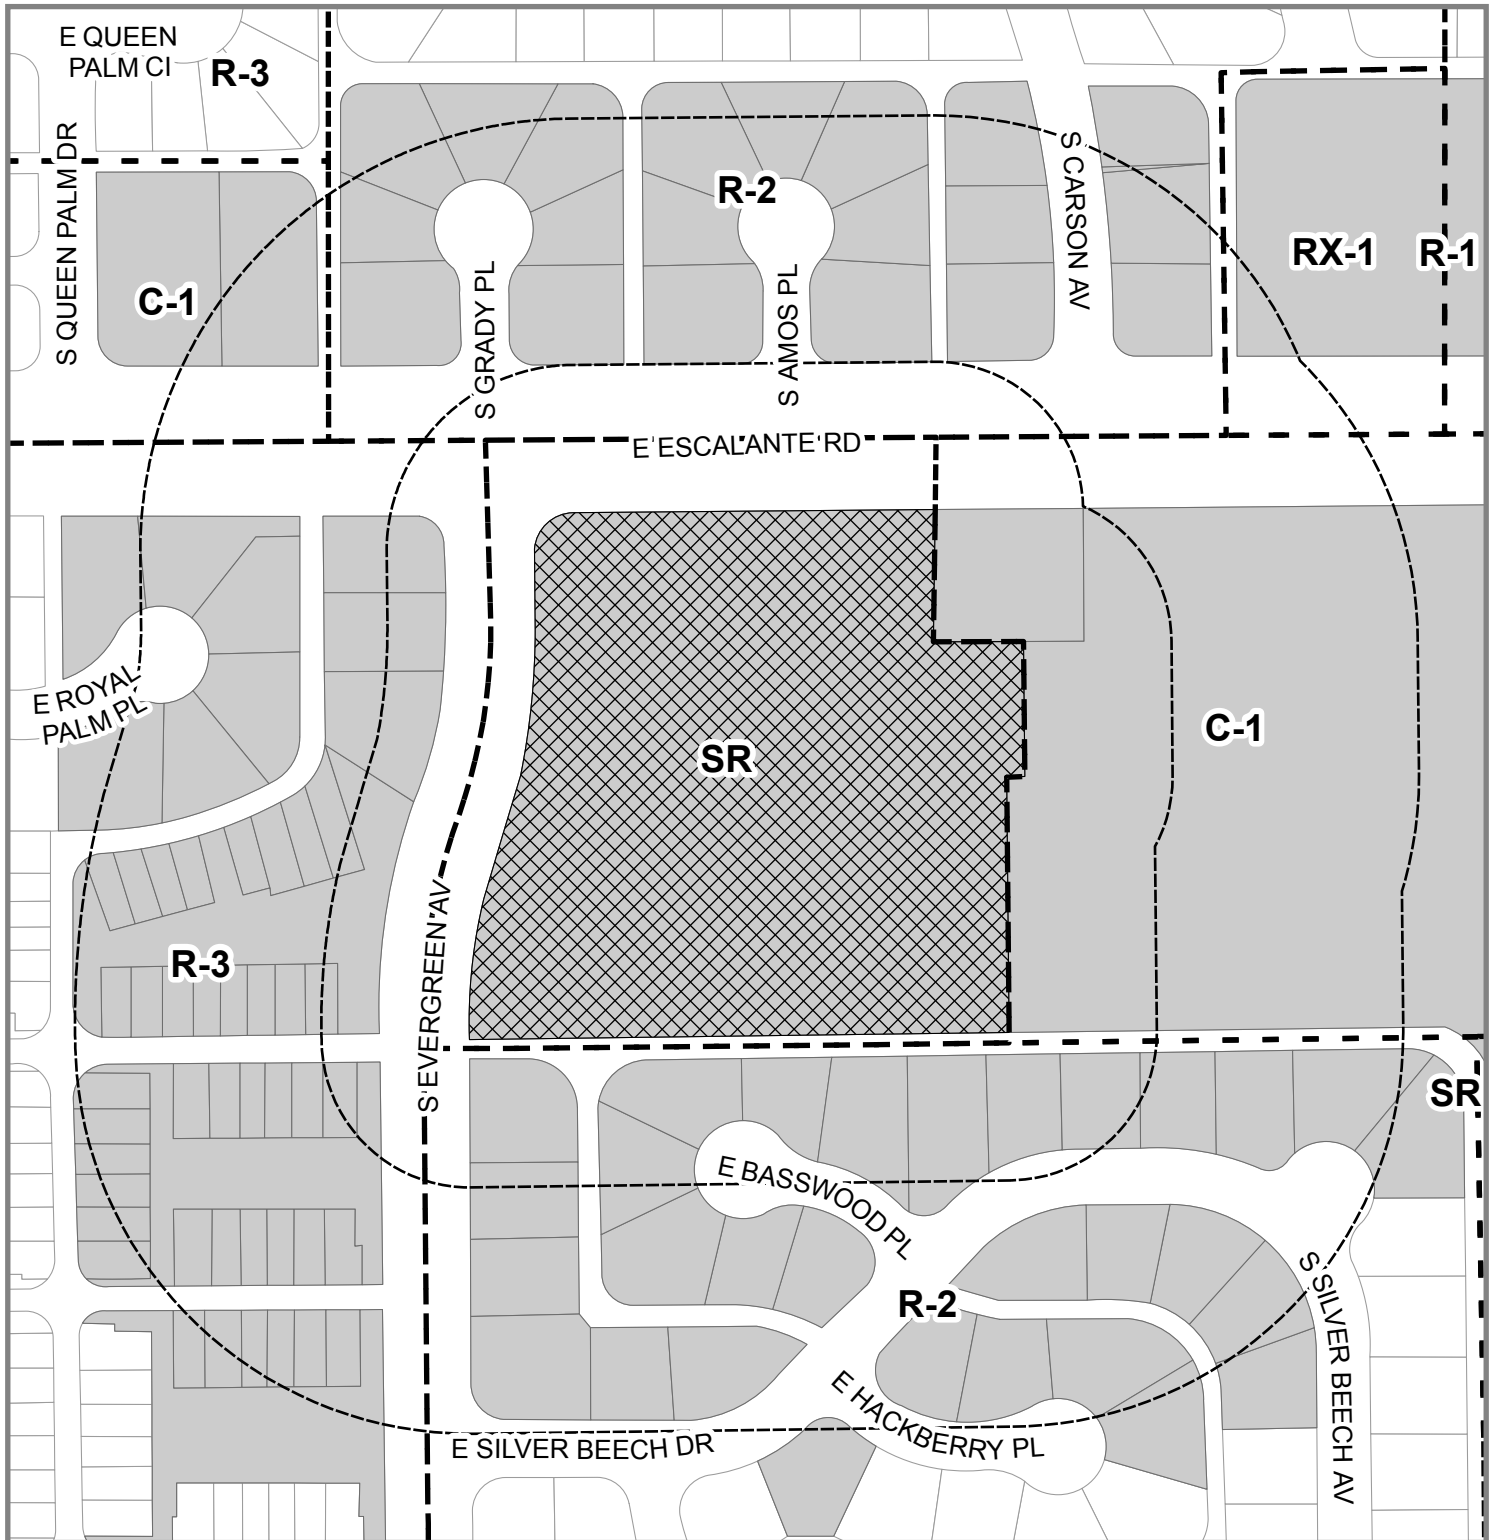 E QUEEN
PALM CI
R-3
S QUEEN PALM DR
C-1
S GRADY PL
R-2
S AMOS PL
S CARSON AV
RX-1
R-1
E ESCALANTE RD
E ROYAL
PALM PL
SR
C-1
R-3
S EVERGREEN AV
SR
E BASSWOOD PL
R-2
S SILVER BEECH AV
E HACKBERRY PL
E SILVER BEECH DR